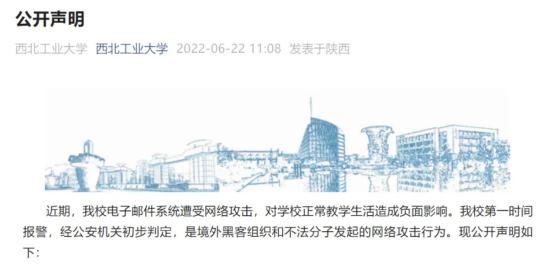 公开声明
西北工业大学 西北工业大学 2022-06-22 11:08 发表于陕西
近期，我校电子邮件系统遭受网络攻击，对学校正常教学生活造成负面影响。我校第一时间
报警，经公安机关初步判定，是境外黑客组织和不法分子发起的网络攻击行为。现公开声明如
下：